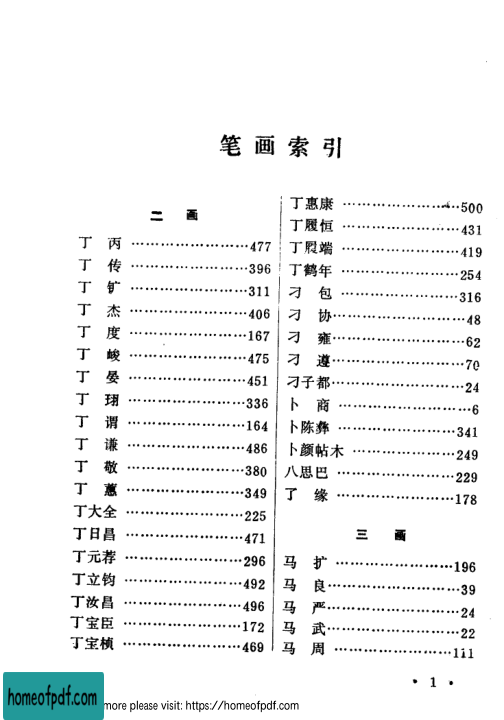 笔画索引
二 画
丁 丙 ……………………477
丁 传 ……………………396
丁 钐 ……………………311
丁 杰 ……………………406
丁 度 ……………………167
丁 峻 ……………………475
丁 晏 ……………………451
丁 珝 ……………………336
丁 谓 ……………………164
丁 谦 ……………………486
丁 敬 ……………………380
丁 蕙 ……………………349
丁大全 ……………………225
丁日昌 ……………………471
丁元荐 ……………………296
丁立钧 ……………………492
丁汝昌 ……………………496
丁宝臣 ……………………172
丁宝桢 ……………………469
丁惠康 ……………………500
丁履恒 ……………………431
丁履端 ……………………419
丁鹤年 ……………………254
刁 包 ……………………316
刁 协 ……………………48
刁 雍 ……………………62
刁 遵 ……………………70
刁子都 ……………………24
卜 商 ……………………6
卜陈彝 ……………………341
卜颜帖木 ……………………249
八思巴 ……………………229
了 缘 ……………………178
三 画
马 扩 ……………………196
马 良 ……………………39
马 严 ……………………24
马 武 ……………………22
马 周 ……………………111
• 1 •
homeofpdf.com
more please visit: https://homeofpdf.com